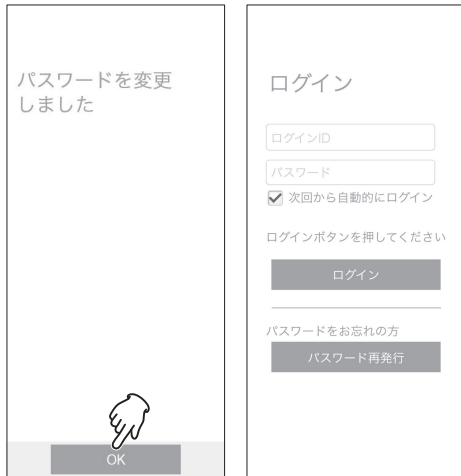 パスワードを変更
しました
OK
ログイン
ログインID
パスワード
次回から自動的にログイン
ログインボタンを押してください
ログイン
パスワードをお忘れの方
パスワード再発行